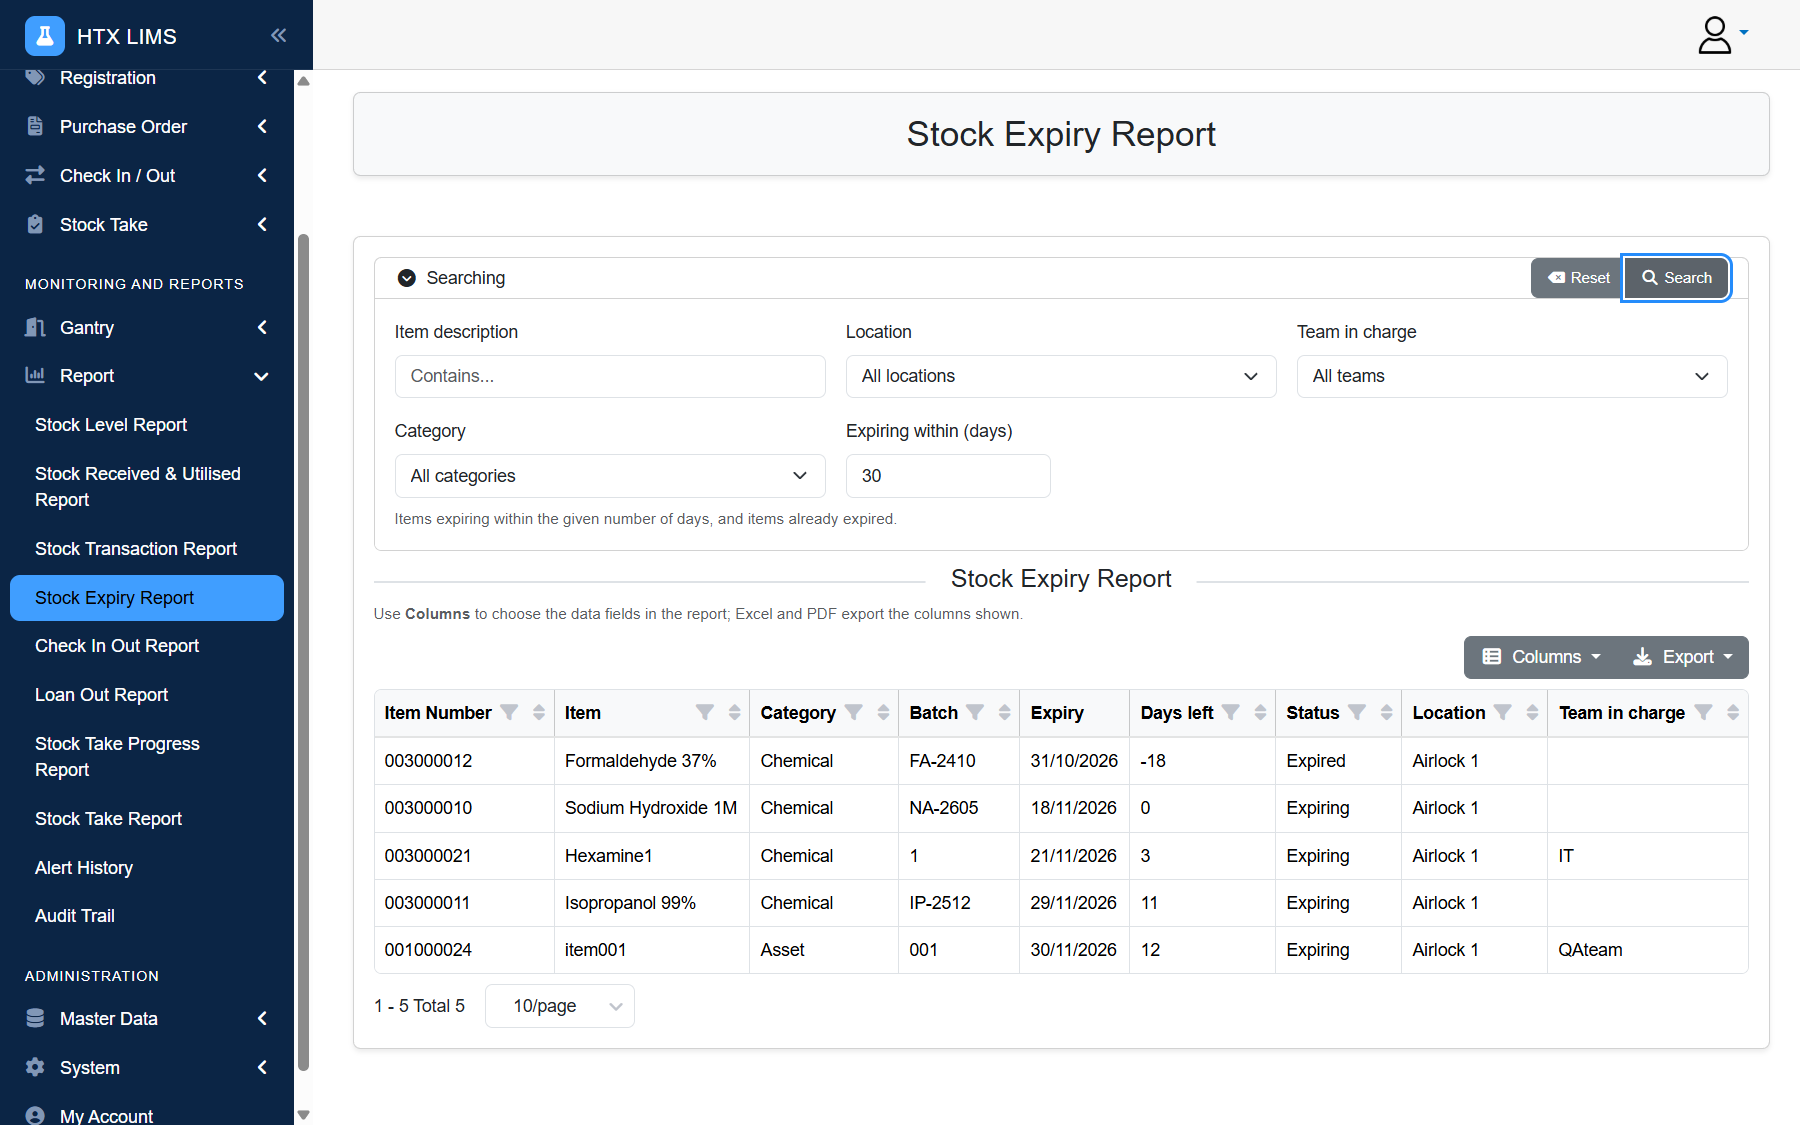 HTX LIMS
Registration
Purchase Order
Check In / Out
Stock Take
MONITORING AND REPORTS
Gantry
Report
Stock Level Report
Stock Received & Utilised
Report
Stock Transaction Report
Stock Expiry Report
Check In Out Report
Loan Out Report
Stock Take Progress
Report
Stock Take Report
Alert History
Audit Trail
ADMINISTRATION
Master Data
System
My Account
Stock Expiry Report
Searching
Reset Search
Item description Location Team in charge
Contains... All locations All teams
Category Expiring within (days)
All categories 30
Items expiring within the given number of days, and items already expired.
Stock Expiry Report
Use Columns to choose the data fields in the report; Excel and PDF export the columns shown.
Columns Export
Item Number Item Category Batch Expiry Days left Status Location Team in charge
003000012 Formaldehyde 37% Chemical FA-2410 31/10/2026 -18 Expired Airlock 1
003000010 Sodium Hydroxide 1M Chemical NA-2605 18/11/2026 0 Expiring Airlock 1
003000021 Hexamine1 Chemical 1 21/11/2026 3 Expiring Airlock 1 IT
003000011 Isopropanol 99% Chemical IP-2512 29/11/2026 11 Expiring Airlock 1
001000024 item001 Asset 001 30/11/2026 12 Expiring Airlock 1 QAteam
1 - 5 Total 5 10/page